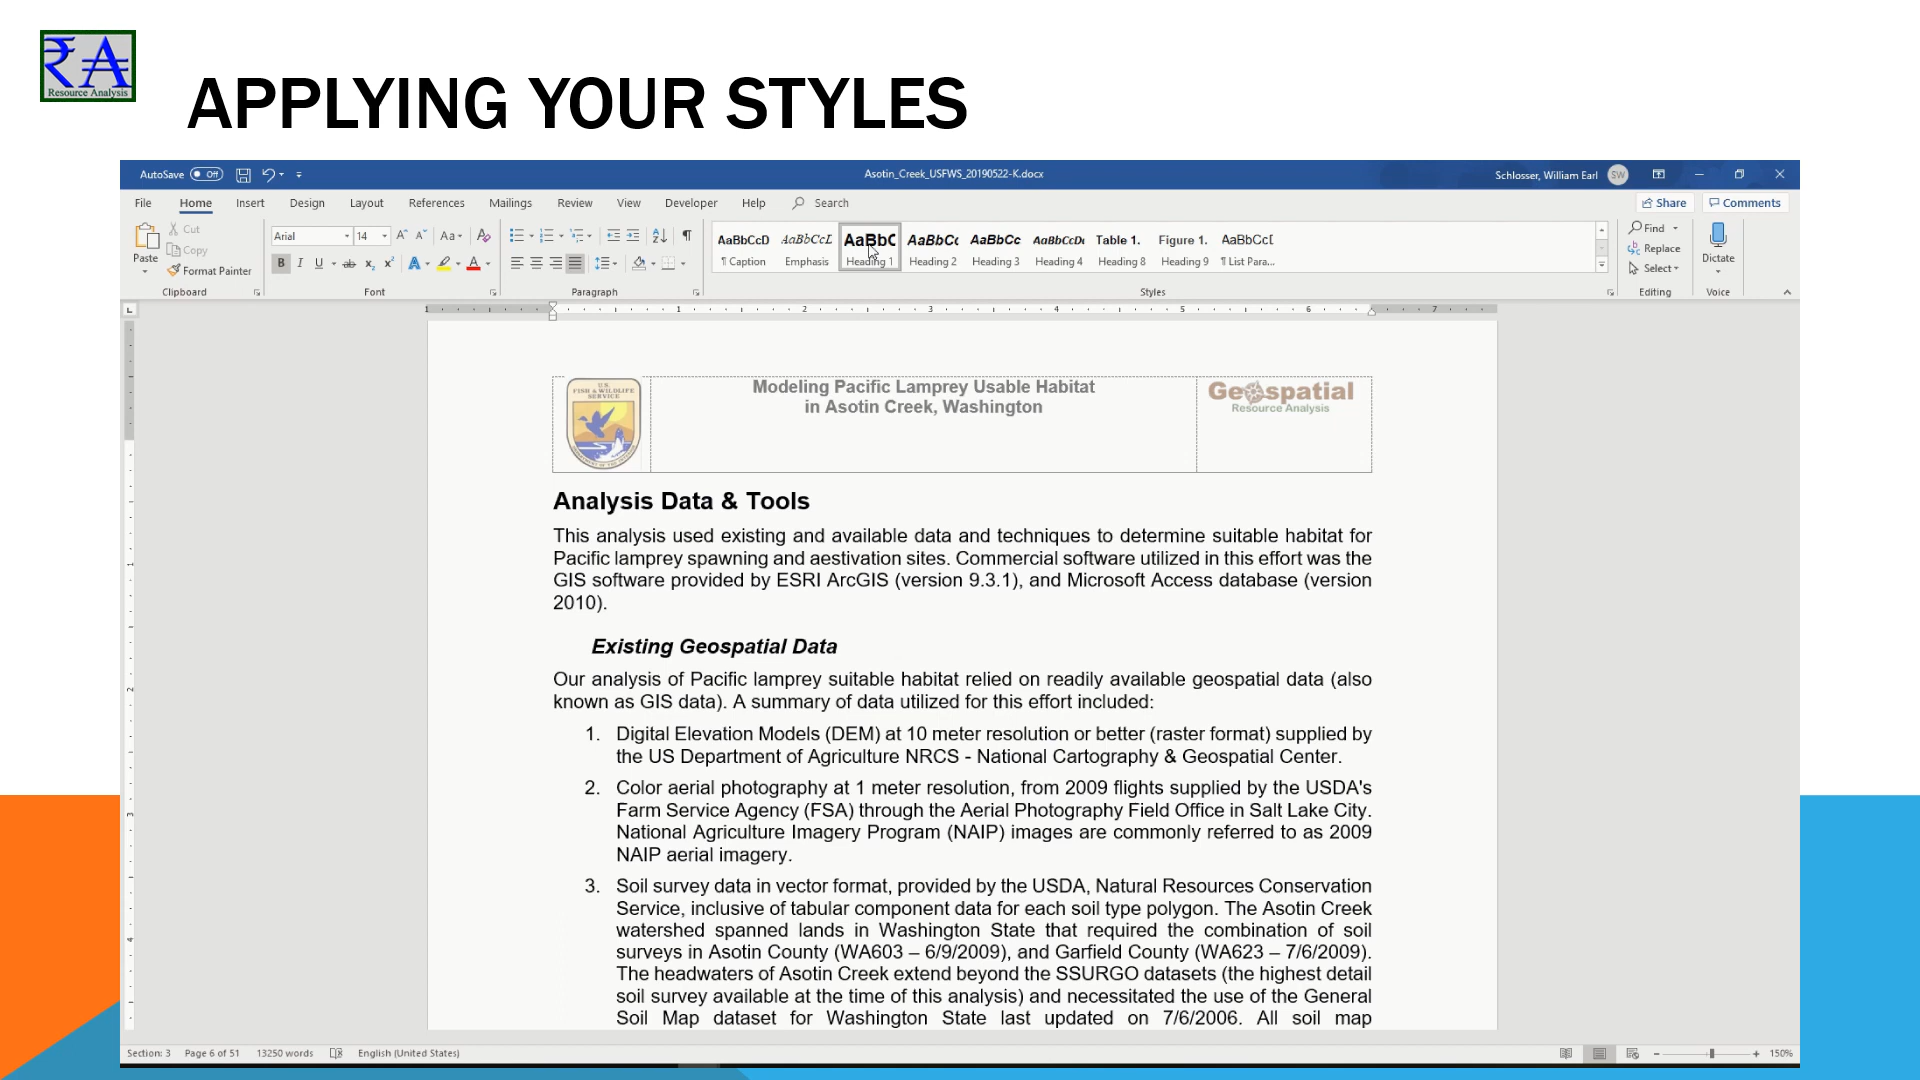 ₹A
Resource Analysis
APPLYING YOUR STYLES
AutoSave Off
Asotin_Creek_USFWS_20190522-K.docx
Schlosser, William Earl SW
File Home Insert Design Layout References Mailings Review View Developer Help Search
Share Comments
Paste
Cut
Copy
Format Painter
Clipboard
Arial 14
Aa
B I U ab x₂ x² A A
Font
Paragraph
AaBbCcD AaBbCcL AaBbC AaBbCc AaBbCc AaBbCcDc Table 1. Figure 1. AaBbCcD
¶ Caption Emphasis Heading 1 Heading 2 Heading 3 Heading 4 Heading 8 Heading 9 ¶ List Para...
Styles
Find
Replace
Select
Editing
Dictate
Voice
1 1 2 3 4 5 6 7
U.S.
FISH & WILDLIFE
SERVICE
Modeling Pacific Lamprey Usable Habitat
in Asotin Creek, Washington
Geospatial
Resource Analysis
Analysis Data & Tools
This analysis used existing and available data and techniques to determine suitable habitat for
Pacific lamprey spawning and aestivation sites. Commercial software utilized in this effort was the
GIS software provided by ESRI ArcGIS (version 9.3.1), and Microsoft Access database (version
2010).
Existing Geospatial Data
Our analysis of Pacific lamprey suitable habitat relied on readily available geospatial data (also
known as GIS data). A summary of data utilized for this effort included:
1. Digital Elevation Models (DEM) at 10 meter resolution or better (raster format) supplied by
the US Department of Agriculture NRCS - National Cartography & Geospatial Center.
2. Color aerial photography at 1 meter resolution, from 2009 flights supplied by the USDA's
Farm Service Agency (FSA) through the Aerial Photography Field Office in Salt Lake City.
National Agriculture Imagery Program (NAIP) images are commonly referred to as 2009
NAIP aerial imagery.
3. Soil survey data in vector format, provided by the USDA, Natural Resources Conservation
Service, inclusive of tabular component data for each soil type polygon. The Asotin Creek
watershed spanned lands in Washington State that required the combination of soil
surveys in Asotin County (WA603 – 6/9/2009), and Garfield County (WA623 – 7/6/2009).
The headwaters of Asotin Creek extend beyond the SSURGO datasets (the highest detail
soil survey available at the time of this analysis) and necessitated the use of the General
Soil Map dataset for Washington State last updated on 7/6/2006. All soil map
Section: 3 Page 6 of 51 13250 words English (United States)
150%